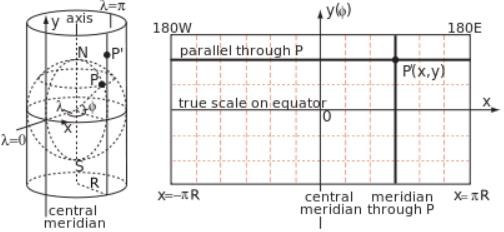 λ=π
y axis
N
P'
P
λ
φ
x
λ=0
S
R
central
meridian
y(φ)
180W
180E
parallel through P
P'(x,y)
true scale on equator
x
0
x=-πR
central
meridian
meridian
through P
x=πR